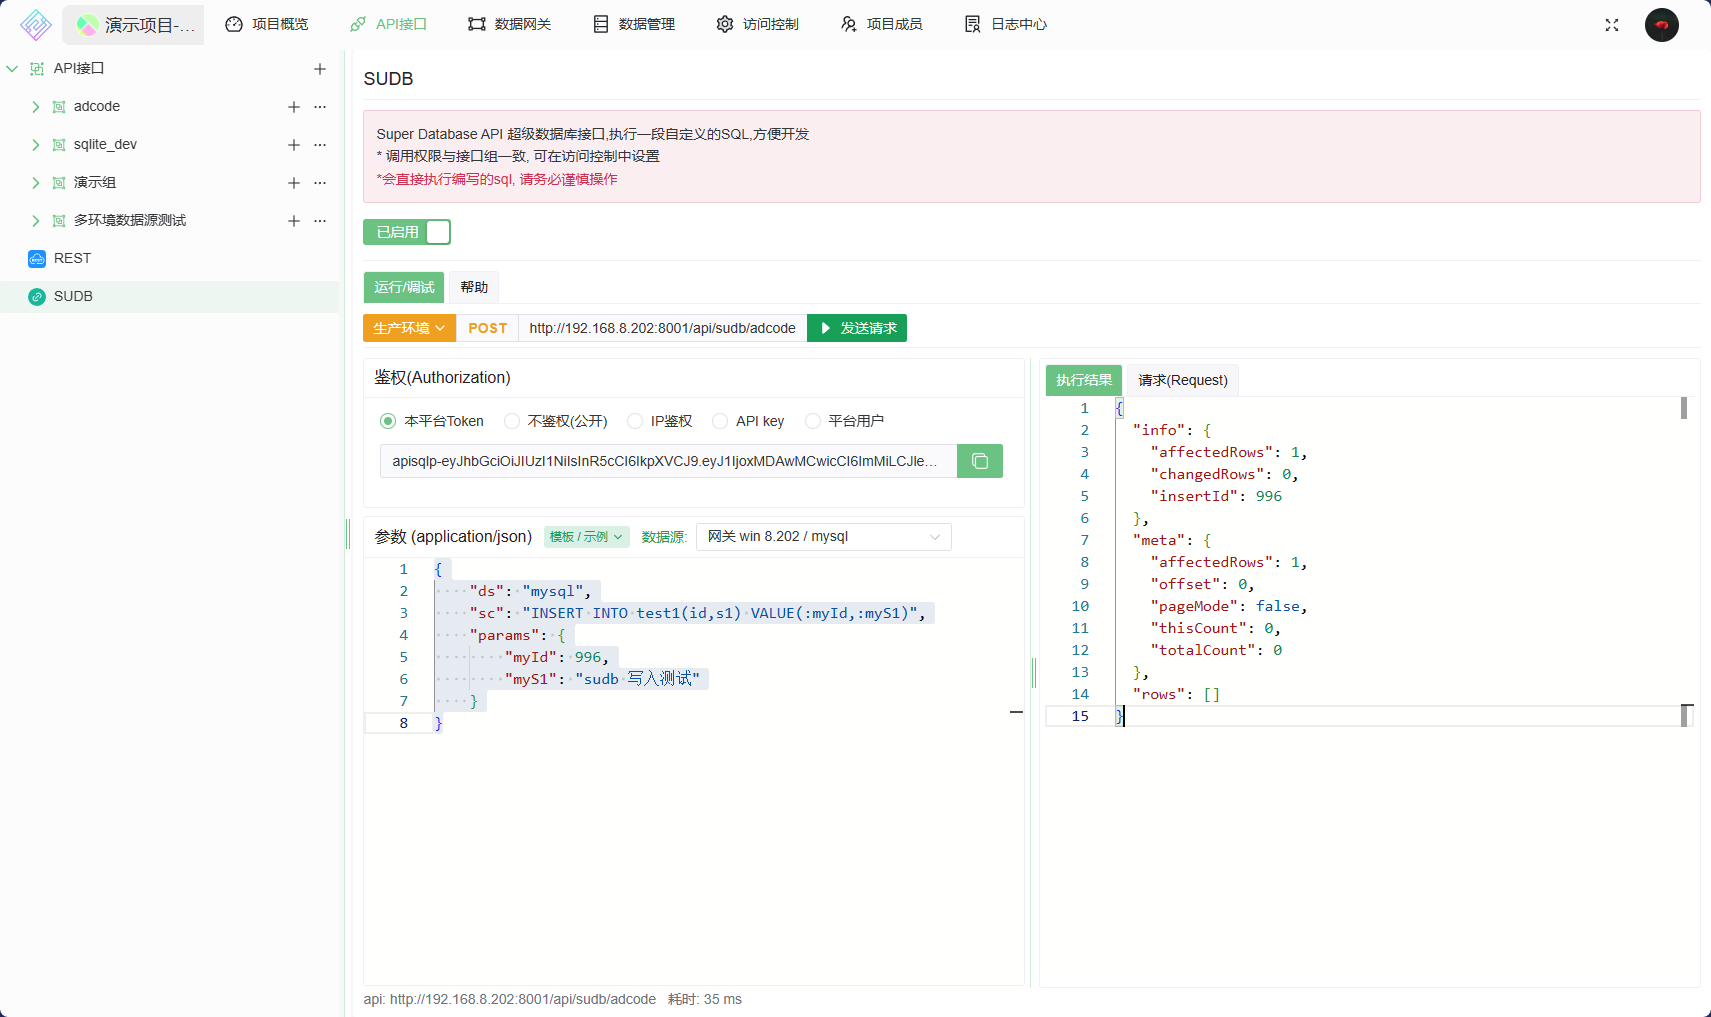 演示项目-...
项目概览
API接口
数据网关
数据管理
访问控制
项目成员
日志中心
API接口
adcode
sqlite_dev
演示组
多环境数据源测试
REST
SUDB
SUDB
Super Database API 超级数据库接口,执行一段自定义的SQL,方便开发
* 调用权限与接口组一致, 可在访问控制中设置
*会直接执行编写的sql, 请务必谨慎操作
已启用
运行/调试
帮助
生产环境
POST
http://192.168.8.202:8001/api/sudb/adcode
发送请求
鉴权(Authorization)
本平台Token
不鉴权(公开)
IP鉴权
API key
平台用户
apisqlp-eyJhbGciOiJIUzI1NiIsInR5cCI6IkpXVCJ9.eyJ1IjoxMDAwMCwicCI6ImMiLCJle...
参数 (application/json)
模板 / 示例
数据源:
网关 win 8.202 / mysql
1 {
2 "ds": "mysql",
3 "sc": "INSERT INTO test1(id,s1) VALUE(:myId,:myS1)",
4 "params": {
5 "myId": 996,
6 "myS1": "sudb 写入测试"
7 }
8 }
执行结果
请求(Request)
1 {
2 "info": {
3 "affectedRows": 1,
4 "changedRows": 0,
5 "insertId": 996
6 },
7 "meta": {
8 "affectedRows": 1,
9 "offset": 0,
10 "pageMode": false,
11 "thisCount": 0,
12 "totalCount": 0
13 },
14 "rows": []
15 }
api: http://192.168.8.202:8001/api/sudb/adcode 耗时: 35 ms